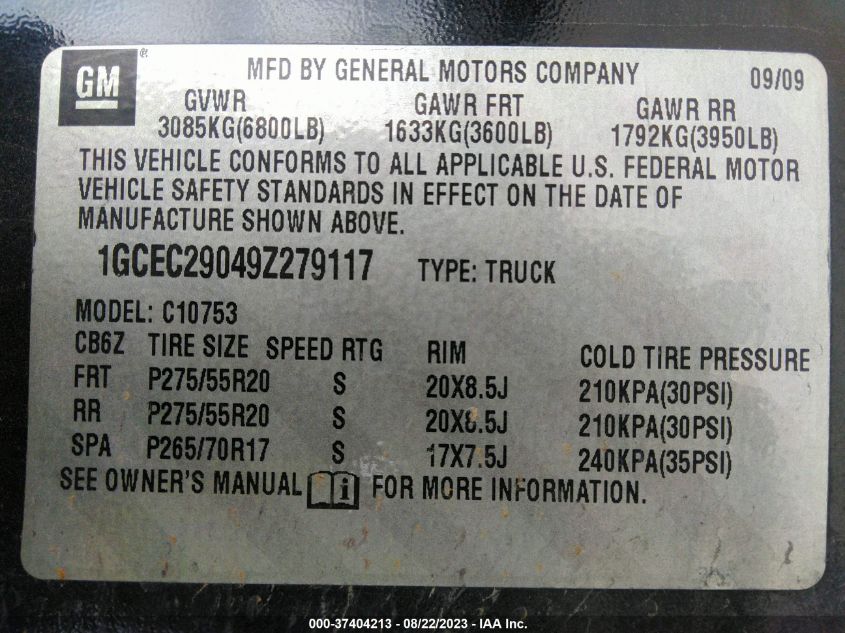 GM ® MFD BY GENERAL MOTORS COMPANY 09/09
GVWR GAWR FRT GAWR RR
3085KG(6800LB) 1633KG(3600LB) 1792KG(3950LB)
THIS VEHICLE CONFORMS TO ALL APPLICABLE U.S. FEDERAL MOTOR
VEHICLE SAFETY STANDARDS IN EFFECT ON THE DATE OF
MANUFACTURE SHOWN ABOVE.
1GCEC29049Z279117 TYPE: TRUCK
MODEL: C10753
CB6Z TIRE SIZE SPEED RTG RIM COLD TIRE PRESSURE
FRT P275/55R20 S 20X8.5J 210KPA(30PSI)
RR P275/55R20 S 20X8.5J 210KPA(30PSI)
SPA P265/70R17 S 17X7.5J 240KPA(35PSI)
SEE OWNER'S MANUAL i FOR MORE INFORMATION.
000-37404213 - 08/22/2023 - IAA Inc.